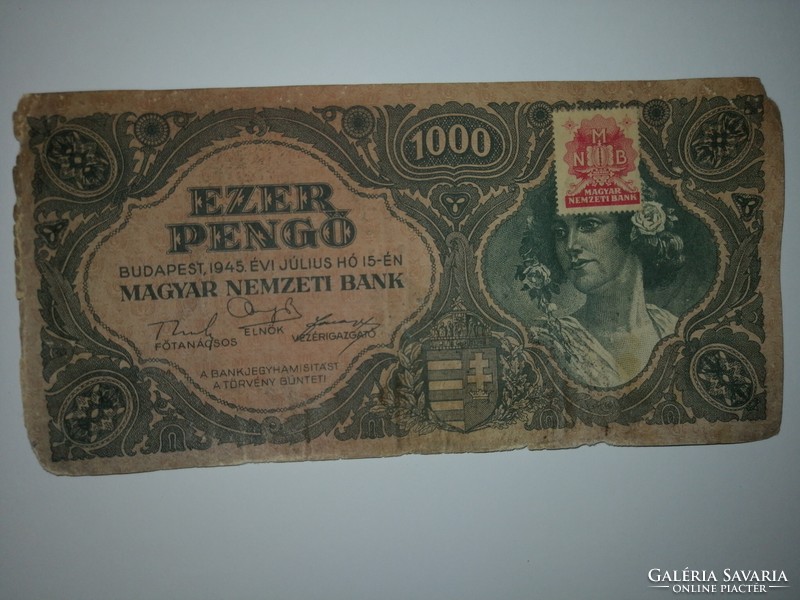 1000
M
N B
MAGYAR
NEMZETI BANK
EZER
PENGŐ
BUDAPEST, 1945. ÉVI JÚLIUS HÓ 15-ÉN
MAGYAR NEMZETI BANK
ELNÖK
FŐTANÁCSOS VEZÉRIGAZGATÓ
A BANKJEGYHAMISÍTÁST
A TÖRVÉNY BÜNTETI
GALÉRIA SAVARIA
ONLINE PIACTÉR